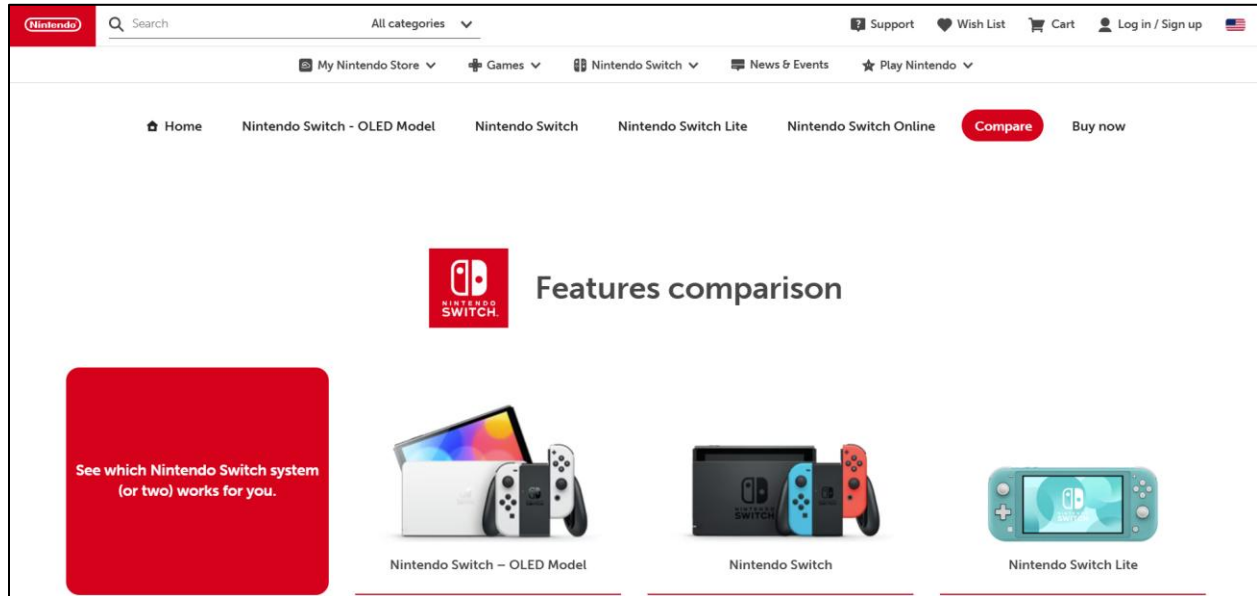 Nintendo
Search
All categories
Support
Wish List
Cart
Log in / Sign up
My Nintendo Store
Games
Nintendo Switch
News & Events
Play Nintendo
Home
Nintendo Switch - OLED Model
Nintendo Switch
Nintendo Switch Lite
Nintendo Switch Online
Compare
Buy now
NINTENDO
SWITCH.
Features comparison
See which Nintendo Switch system
(or two) works for you.
NINTENDO
SWITCH
Nintendo Switch – OLED Model
Nintendo Switch
Nintendo Switch Lite